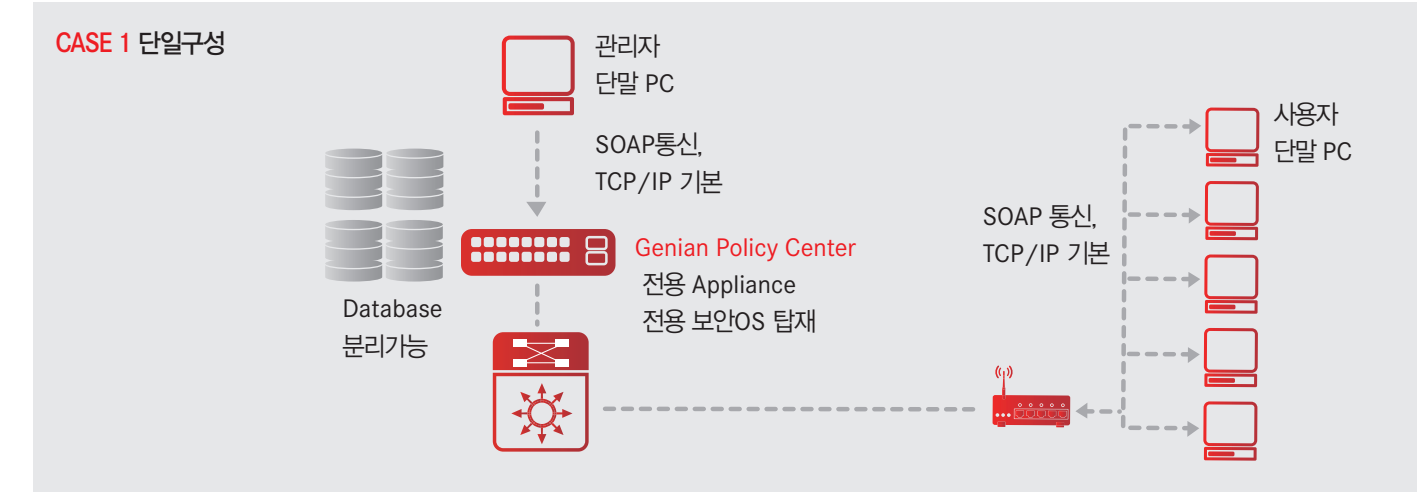 CASE 1 단일구성
관리자
단말 PC
SOAP통신,
TCP/IP 기본
Database
분리가능
Genian Policy Center
전용 Appliance
전용 보안OS 탑재
SOAP 통신,
TCP/IP 기본
사용자
단말 PC